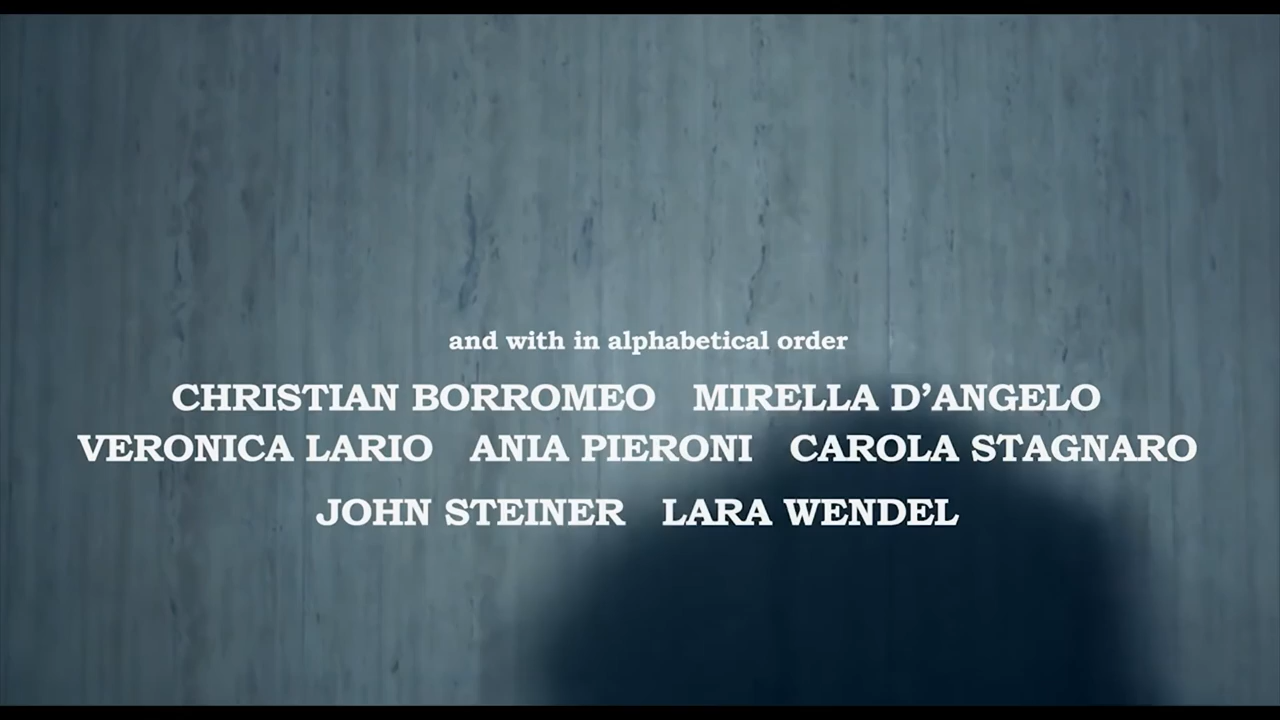 and with in alphabetical order
CHRISTIAN BORROMEO MIRELLA D’ANGELO
VERONICA LARIO ANIA PIERONI CAROLA STAGNARO
JOHN STEINER LARA WENDEL